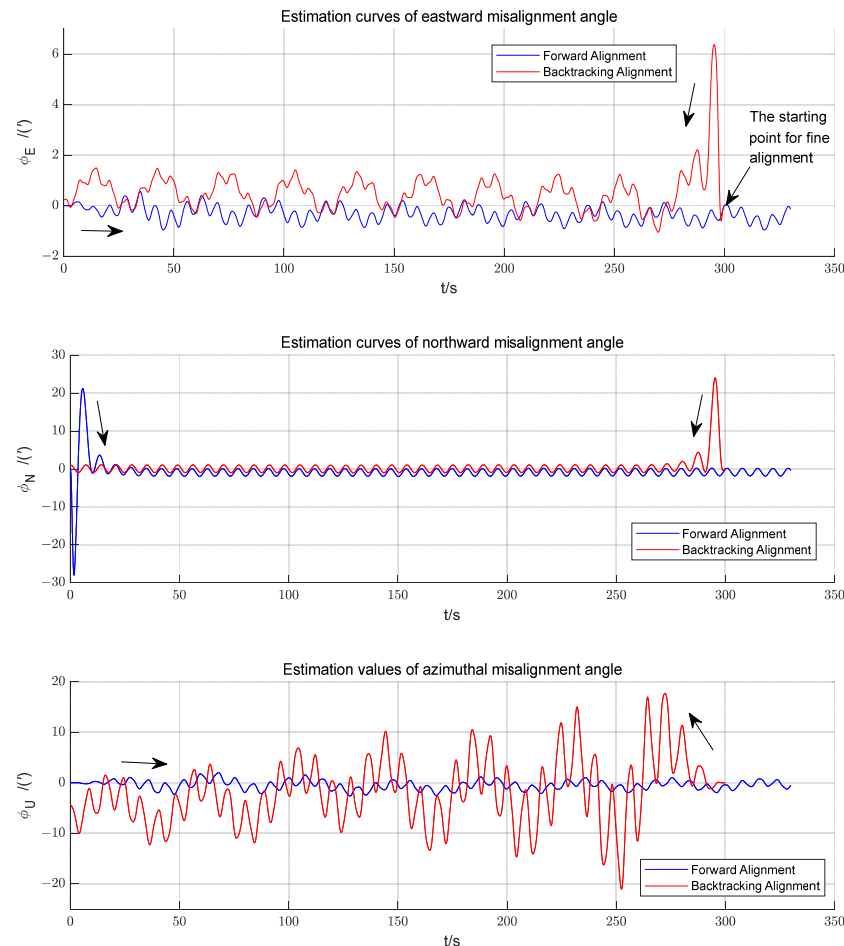 Estimation curves of eastward misalignment angle
6
4
2
0
−2
ϕE /(′)
Forward Alignment
Backtracking Alignment
The starting
point for fine
alignment
0 50 100 150 200 250 300 350
t/s
Estimation curves of northward misalignment angle
30
20
10
0
−10
−20
−30
ϕN /(′)
Forward Alignment
Backtracking Alignment
0 50 100 150 200 250 300 350
t/s
Estimation values of azimuthal misalignment angle
20
10
0
−10
−20
ϕU /(′)
Forward Alignment
Backtracking Alignment
0 50 100 150 200 250 300 350
t/s